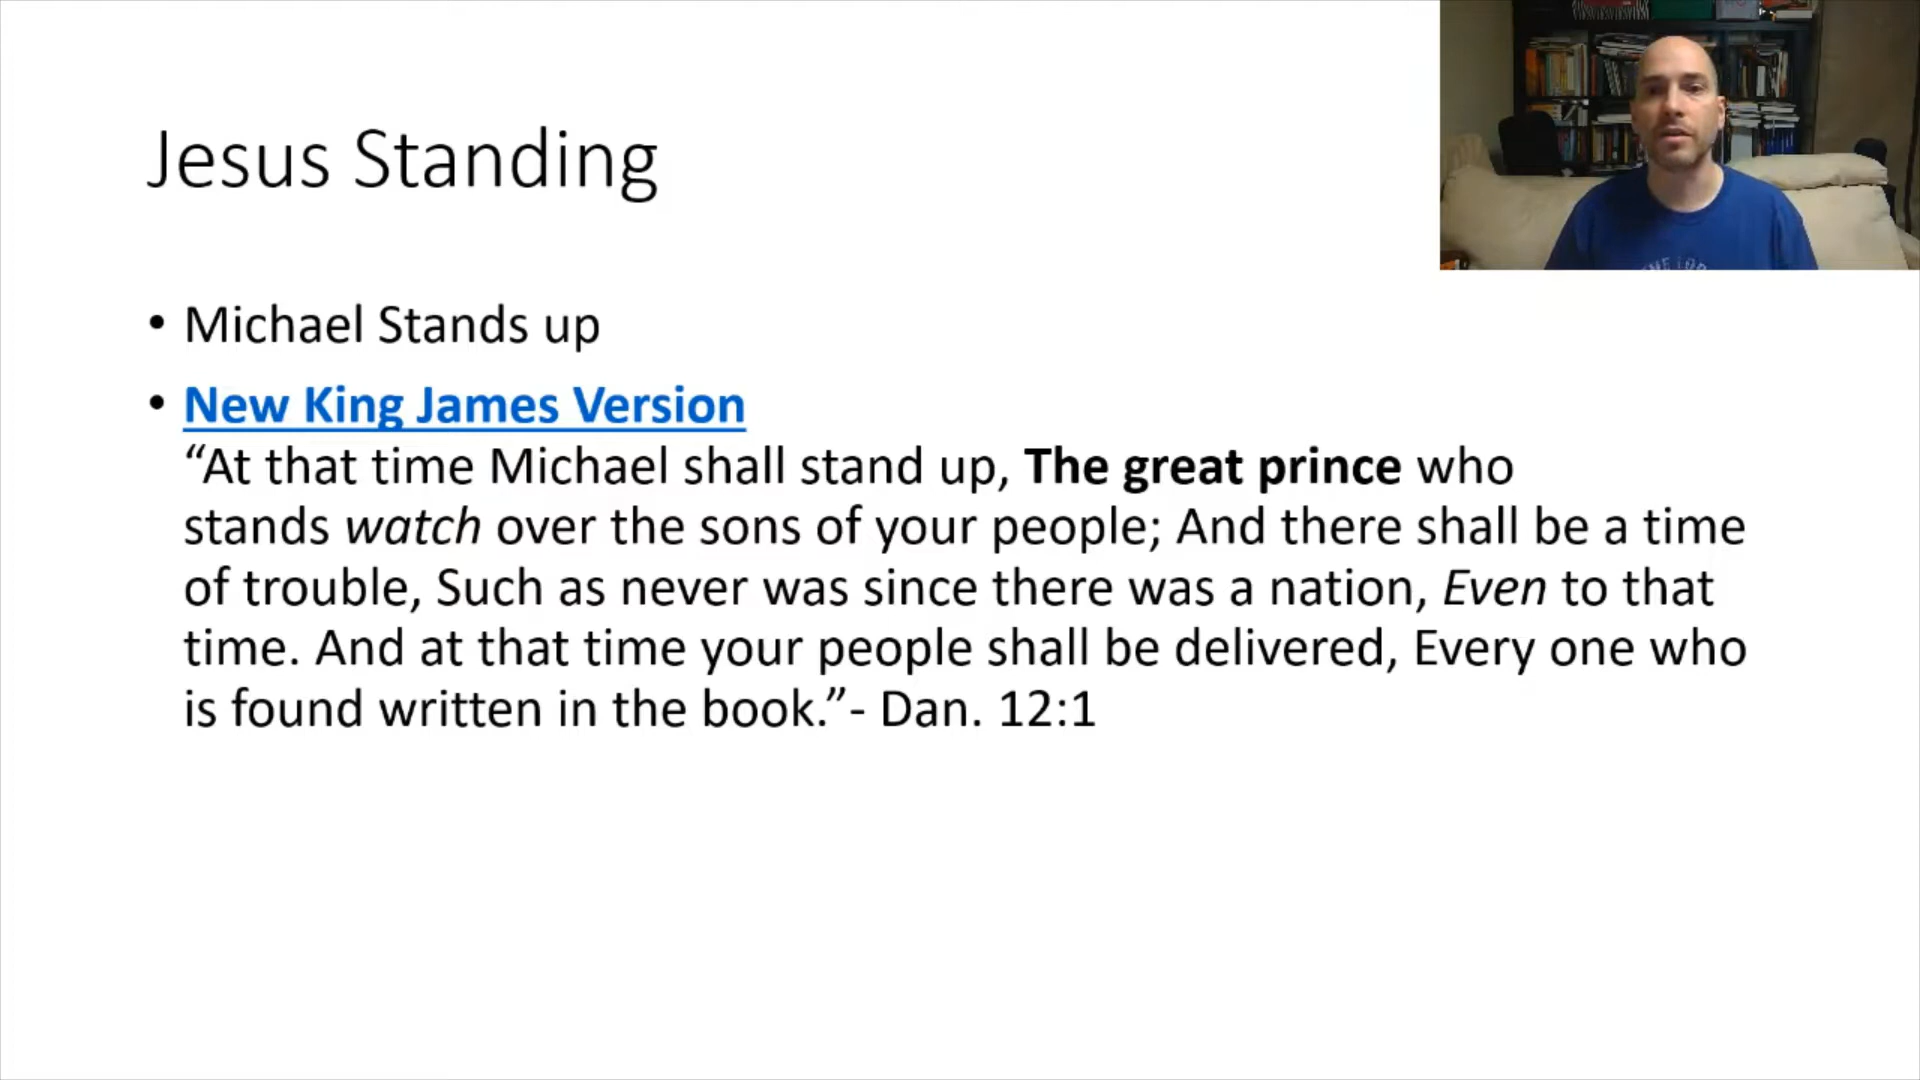 Jesus Standing
• Michael Stands up
• New King James Version
“At that time Michael shall stand up, The great prince who
stands watch over the sons of your people; And there shall be a time
of trouble, Such as never was since there was a nation, Even to that
time. And at that time your people shall be delivered, Every one who
is found written in the book.”- Dan. 12:1